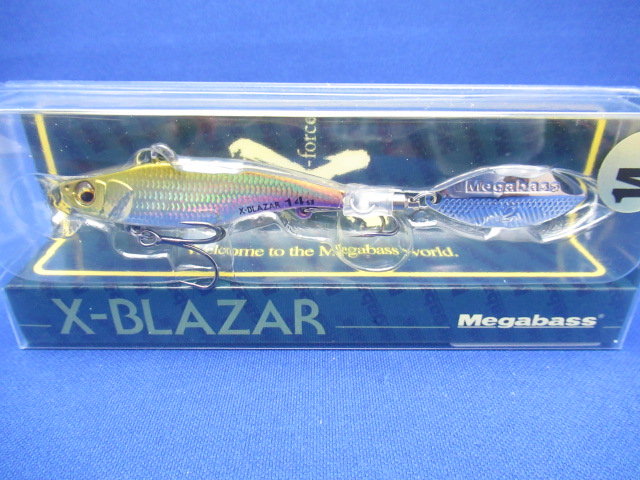 -force
Megabass
14
X-BLAZAR 14g
Welcome to the Megabass world.
X-BLAZAR
Megabass